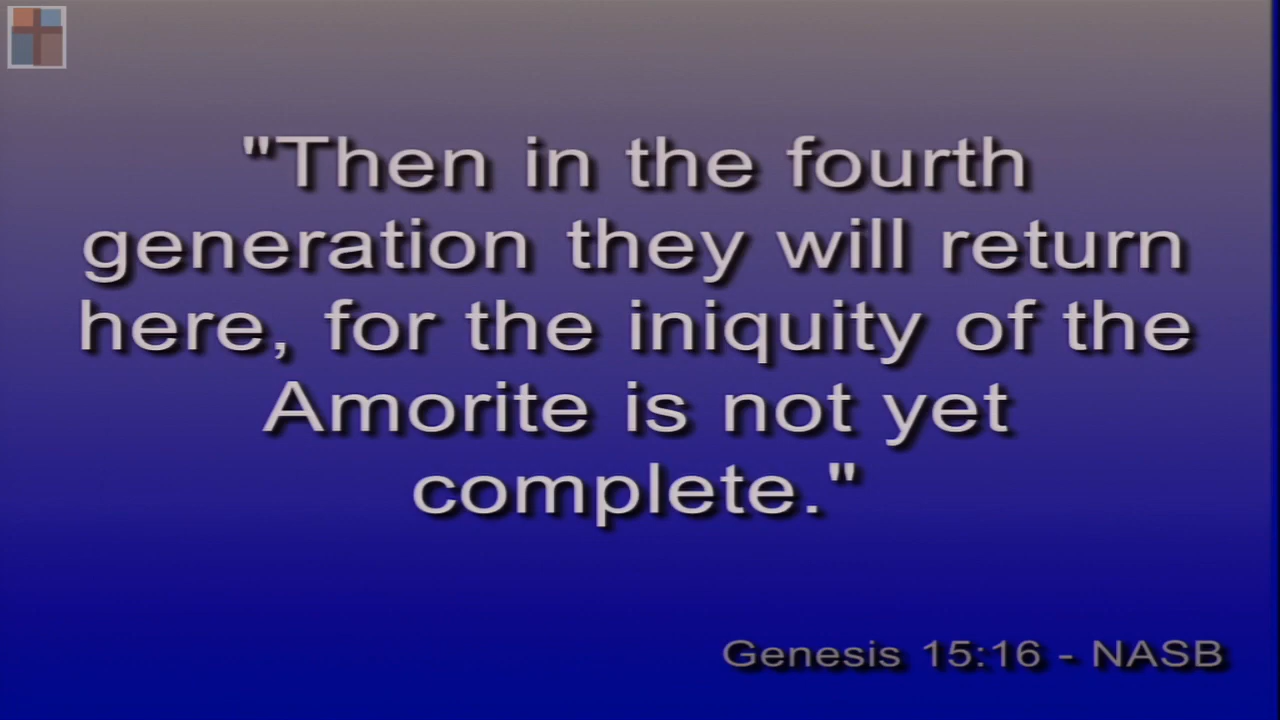 "Then in the fourth
generation they will return
here, for the iniquity of the
Amorite is not yet
complete."
Genesis 15:16 - NASB